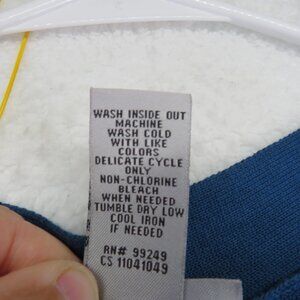 WASH INSIDE OUT
MACHINE
WASH COLD
WITH LIKE
COLORS
DELICATE CYCLE
ONLY
NON-CHLORINE
BLEACH
WHEN NEEDED
TUMBLE DRY LOW
COOL IRON
IF NEEDED
RN# 99249
CS 11041049